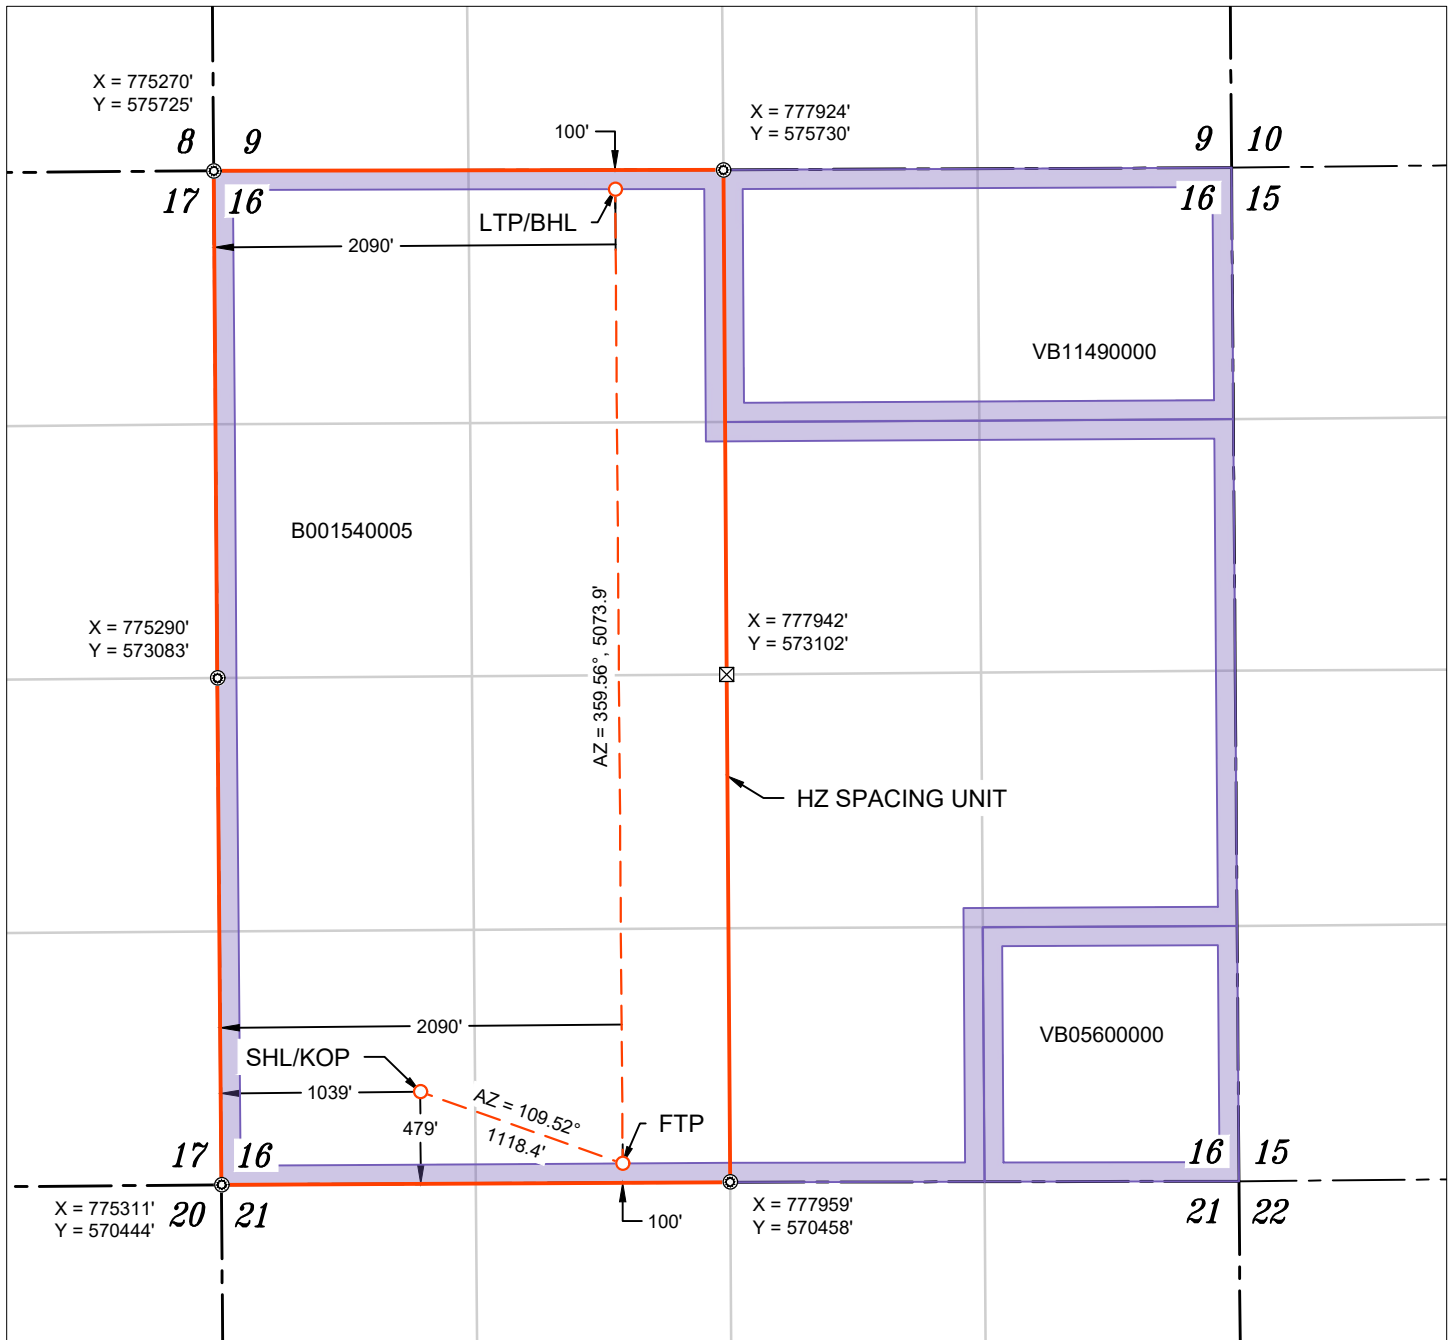 X = 775270'
Y = 575725'
X = 777924'
Y = 575730'
100'
8 9
9 10
17 16
16 15
LTP/BHL
2090'
VB11490000
B001540005
AZ = 359.56°, 5073.9'
X = 775290'
Y = 573083'
X = 777942'
Y = 573102'
HZ SPACING UNIT
2090'
SHL/KOP
1039'
479'
AZ = 109.52°
1118.4'
FTP
VB05600000
17 16
16 15
X = 775311'
Y = 570444'
20 21
100'
X = 777959'
Y = 570458'
21 22